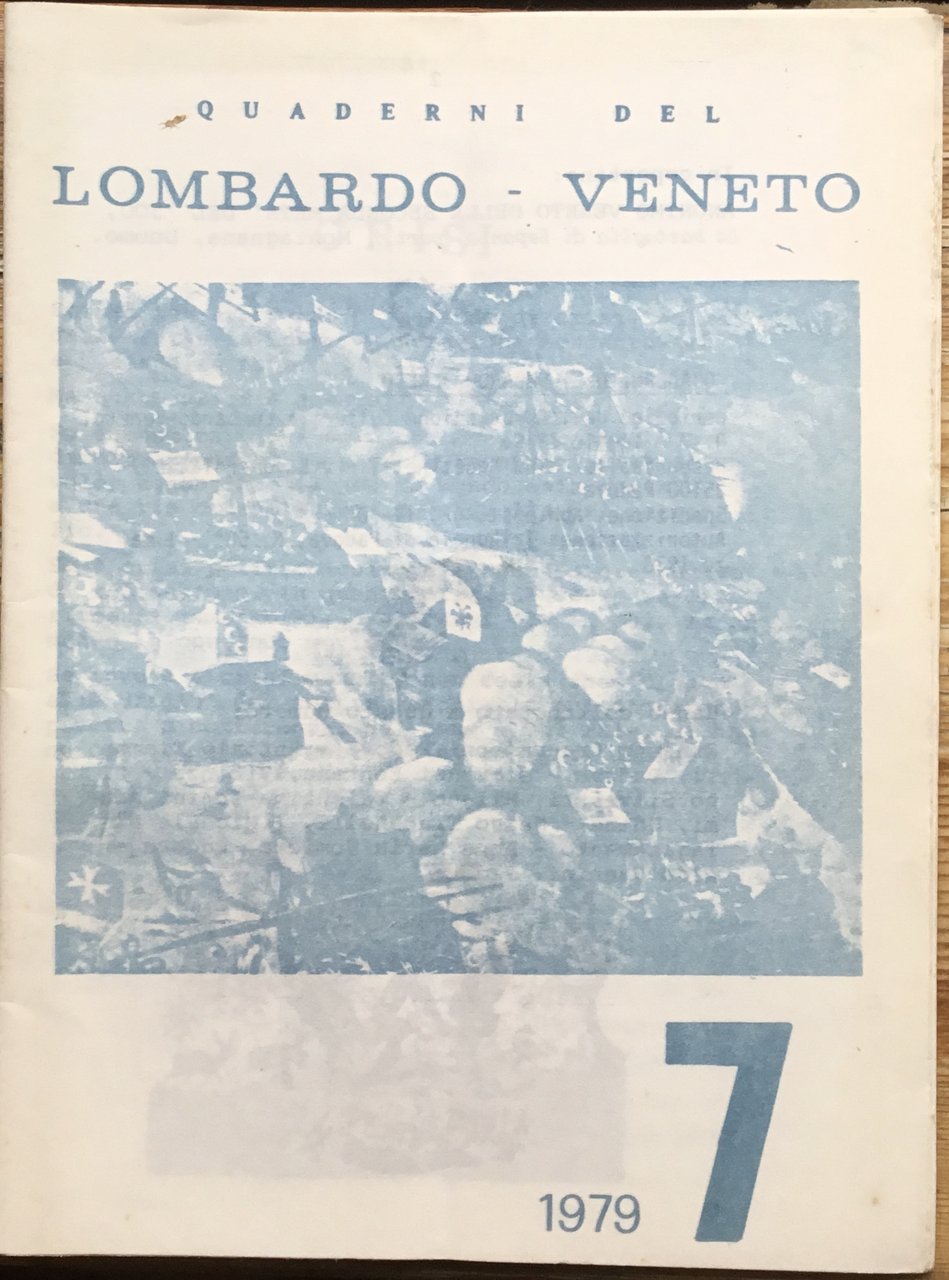 QUADERNI DEL
LOMBARDO - VENETO
7
1979